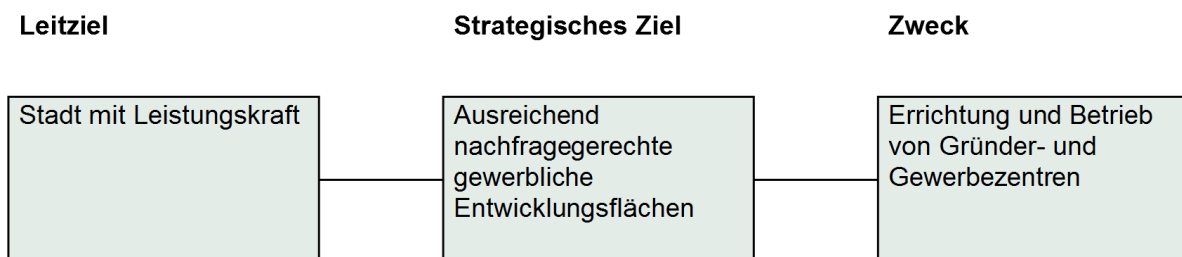 Leitziel
Strategisches Ziel
Zweck
Stadt mit Leistungskraft
Ausreichend
nachfragegerechte
gewerbliche
Entwicklungsflächen
Errichtung und Betrieb
von Gründer- und
Gewerbezentren